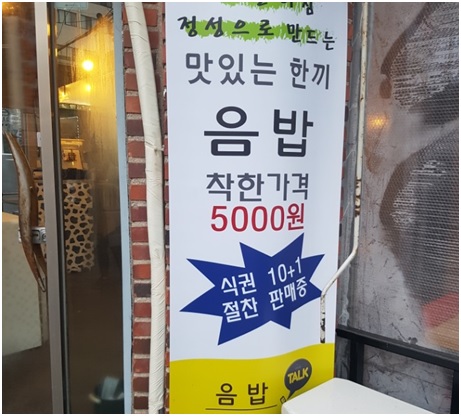 정성으로 만드는
맛있는 한끼
음밥
착한가격
5000원
식권 10+1
절찬 판매중
음밥
TALK